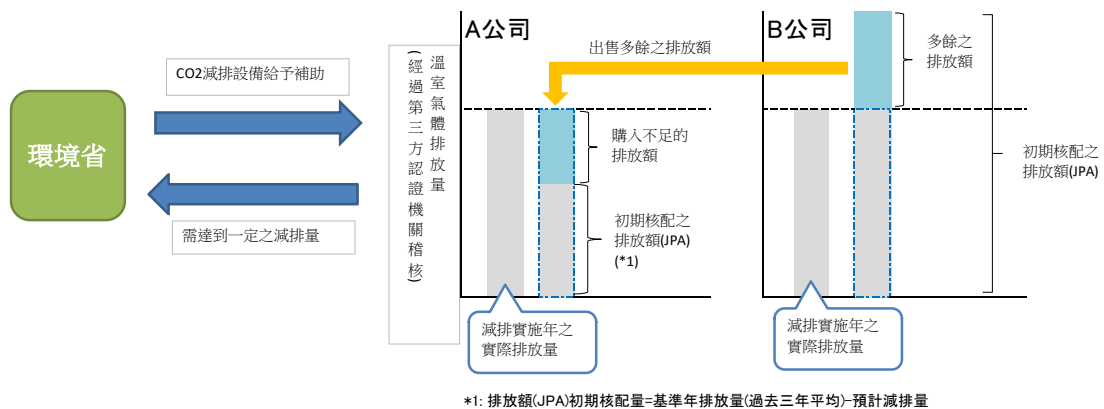 環境省
CO2減排設備給予補助
需達到一定之減排量
溫室氣體排放量
(經過第三方認證機關稽核)
A公司
出售多餘之排放額
購入不足的
排放額
初期核配之
排放額(JPA)
(*1)
減排實施年之
實際排放量
B公司
多餘之
排放額
初期核配之
排放額(JPA)
減排實施年之
實際排放量
*1: 排放額(JPA)初期核配量=基準年排放量(過去三年平均)-預計減排量